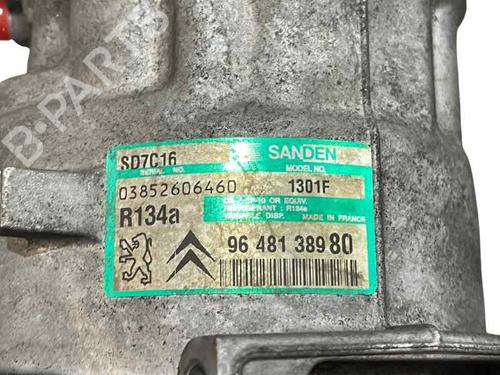 B-PARTS
SD7C16 SANDEN
SERIAL NO. MODEL NO.
03852606460 1301F
R134a
OR EQUIV.
REFRIGERANT : R134a
VARIABLE DISP. MADE IN FRANCE
96 481 389 80